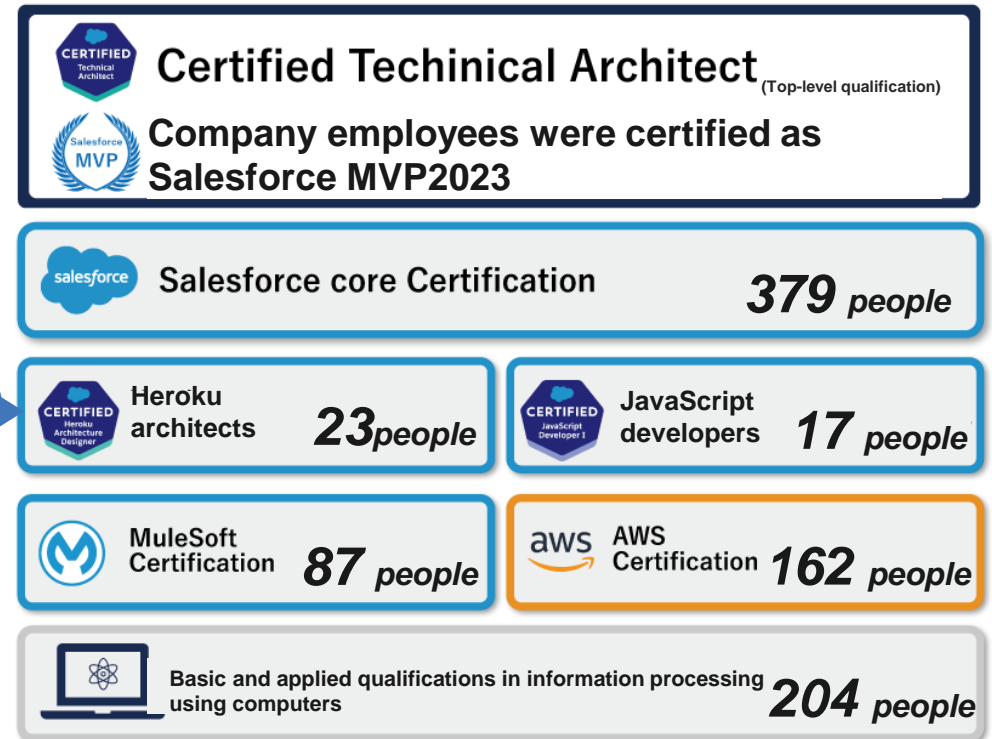 CERTIFIED
Technical
Architect
Certified Techinical Architect (Top-level qualification)
Salesforce
MVP
Company employees were certified as
Salesforce MVP2023
salesforce
Salesforce core Certification
379 people
CERTIFIED
Heroku
Architecture
Designer
Heroku
architects
23people
CERTIFIED
JavaScript
Developer I
JavaScript
developers
17 people
MuleSoft
Certification
87 people
aws
AWS
Certification
162 people
Basic and applied qualifications in information processing
using computers
204 people